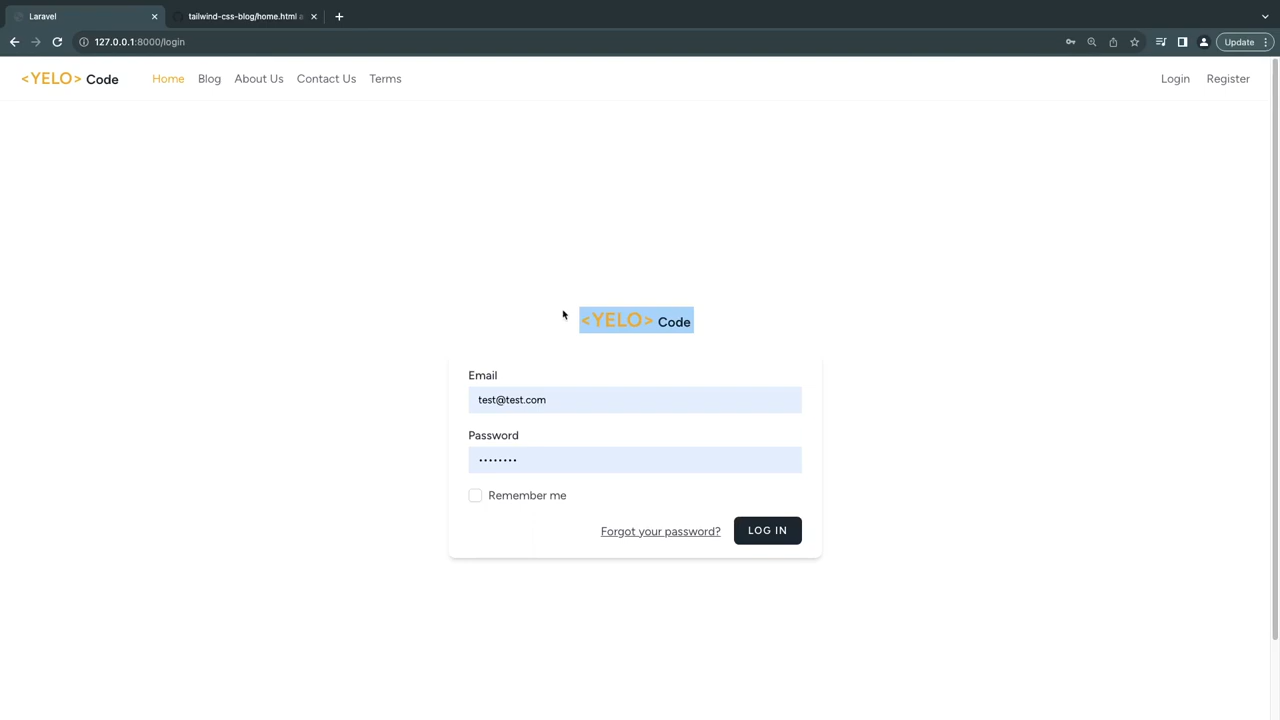 Laravel
tailwind-css-blog/home.html a
127.0.0.1:8000/login
Update
<YELO> Code Home Blog About Us Contact Us Terms Login Register
<YELO> Code
Email
test@test.com
Password
••••••••
Remember me
Forgot your password? LOG IN